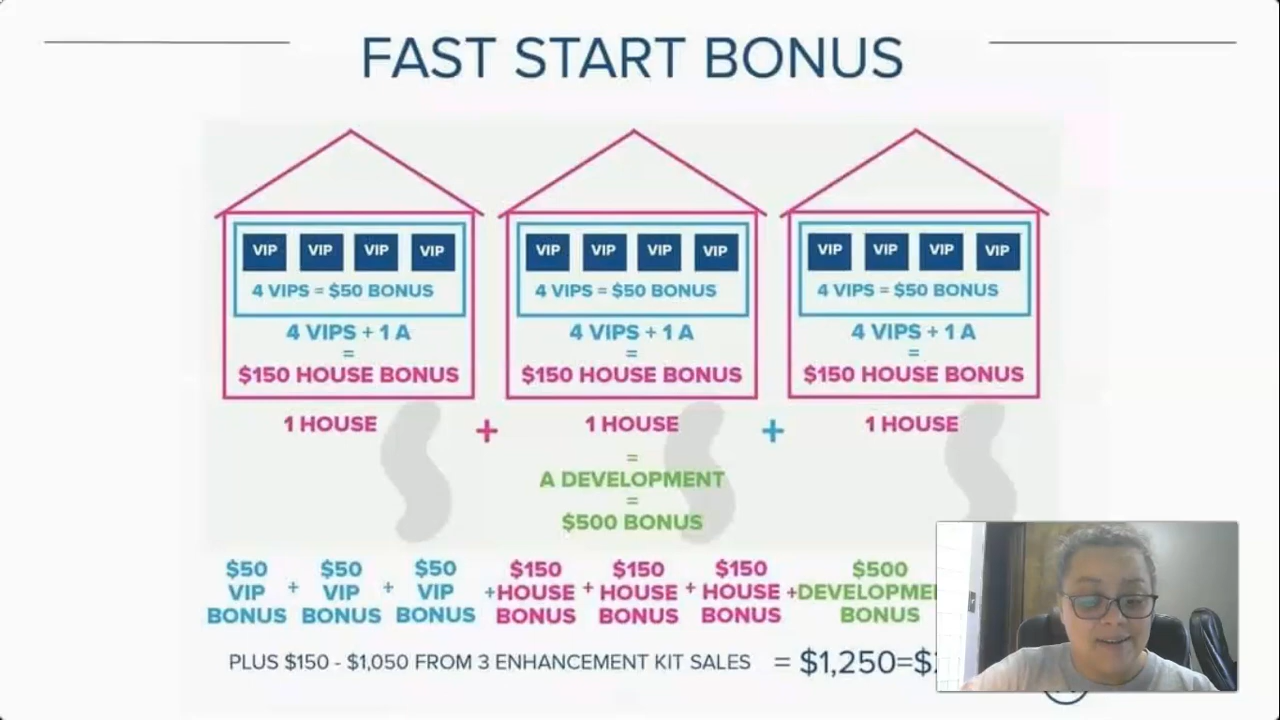 FAST START BONUS
VIP VIP VIP VIP
4 VIPS = $50 BONUS
4 VIPS + 1 A
=
$150 HOUSE BONUS
1 HOUSE
+
VIP VIP VIP VIP
4 VIPS = $50 BONUS
4 VIPS + 1 A
=
$150 HOUSE BONUS
1 HOUSE
+
VIP VIP VIP VIP
4 VIPS = $50 BONUS
4 VIPS + 1 A
=
$150 HOUSE BONUS
1 HOUSE
=
A DEVELOPMENT
=
$500 BONUS
$50 VIP BONUS + $50 VIP BONUS + $50 VIP BONUS + $150 HOUSE BONUS + $150 HOUSE BONUS + $150 HOUSE BONUS + $500 DEVELOPME BONUS
PLUS $150 - $1,050 FROM 3 ENHANCEMENT KIT SALES = $1,250=$